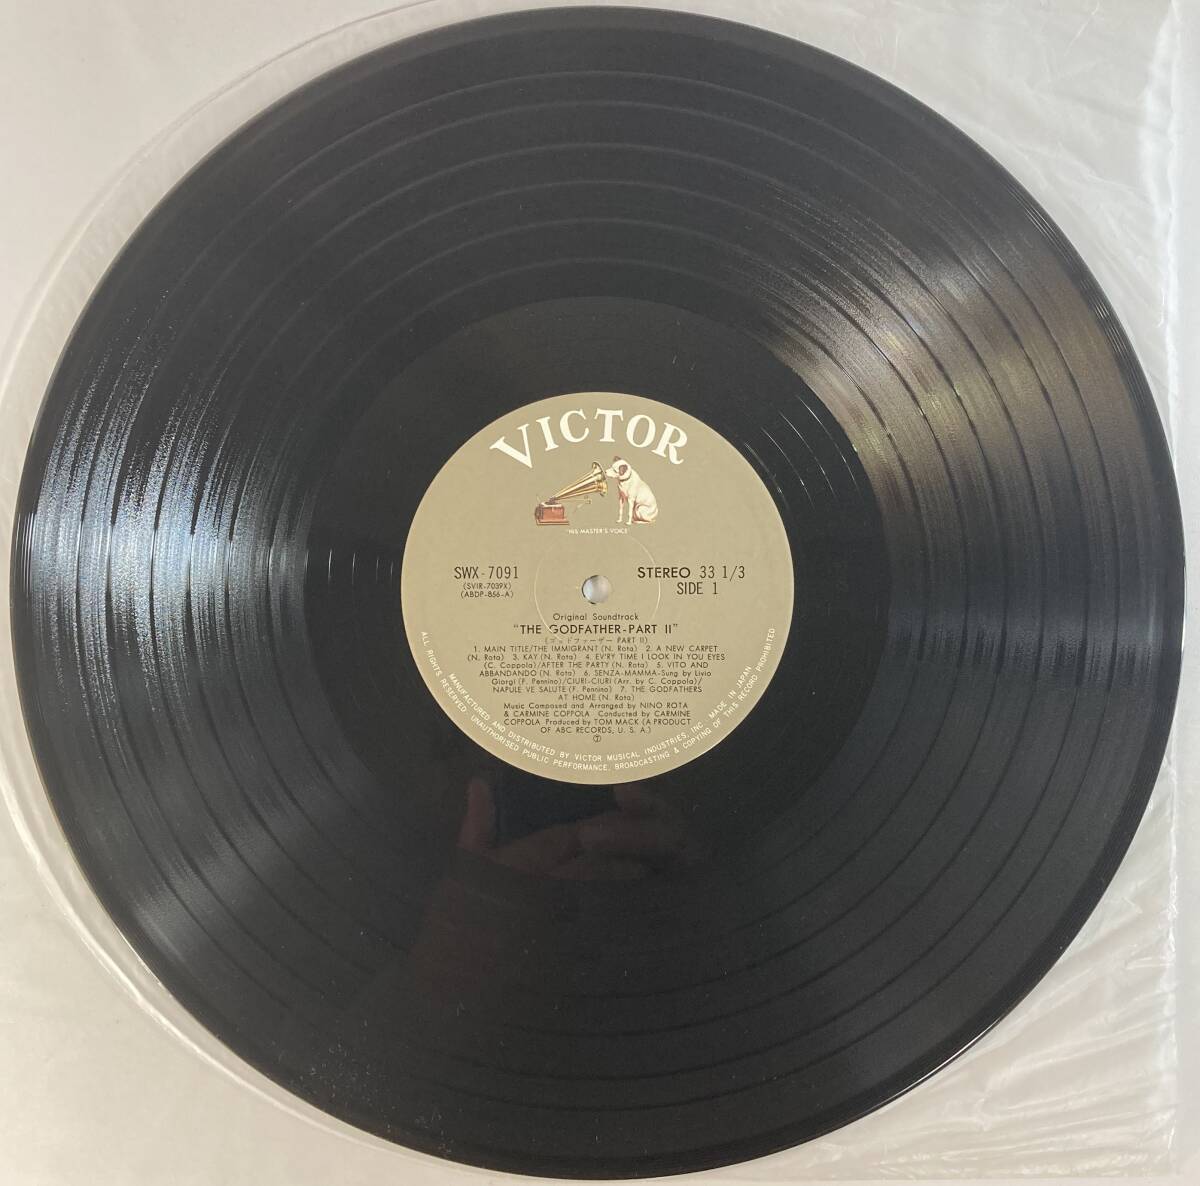 VICTOR
"HIS MASTER'S VOICE"
SWX-7091
(SVIR-7039X)
(ABDP-856-A)
STEREO 33 1/3
SIDE 1
Original Soundtrack
"THE GODFATHER-PART II"
(ゴッドファーザー PART II)
1. MAIN TITLE/THE IMMIGRANT (N. Rota) 2. A NEW CARPET
(N. Rota) 3. KAY (N. Rota) 4. EV'RY TIME I LOOK IN YOUR EYES
(C. Coppola)/AFTER THE PARTY (N. Rota) 5. VITO AND
ABBANDANDO (N. Rota) 6. SENZA-MAMMA-Sung by Livio
Giorgi (F. Pennino)/CIURI-CIURI (Arr. by C. Coppola)/
NAPULE VE SALUTE (F. Pennino) 7. THE GODFATHERS
AT HOME (N. Rota)
Music Composed and Arranged by NINO ROTA
& CARMINE COPPOLA Conducted by CARMINE
COPPOLA Produced by TOM MACK (A PRODUCT
OF ABC RECORDS, U. S. A.)
MANUFACTURED AND DISTRIBUTED BY VICTOR MUSICAL INDUSTRIES, INC. MADE IN JAPAN
ALL RIGHTS RESERVED. UNAUTHORISED PUBLIC PERFORMANCE, BROADCASTING & COPYING OF THIS RECORD PROHIBITED